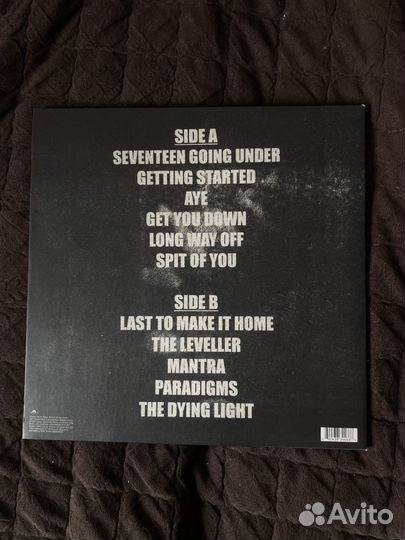 SIDE A
SEVENTEEN GOING UNDER
GETTING STARTED
AYE
GET YOU DOWN
LONG WAY OFF
SPIT OF YOU
SIDE B
LAST TO MAKE IT HOME
THE LEVELLER
MANTRA
PARADIGMS
THE DYING LIGHT
Avito